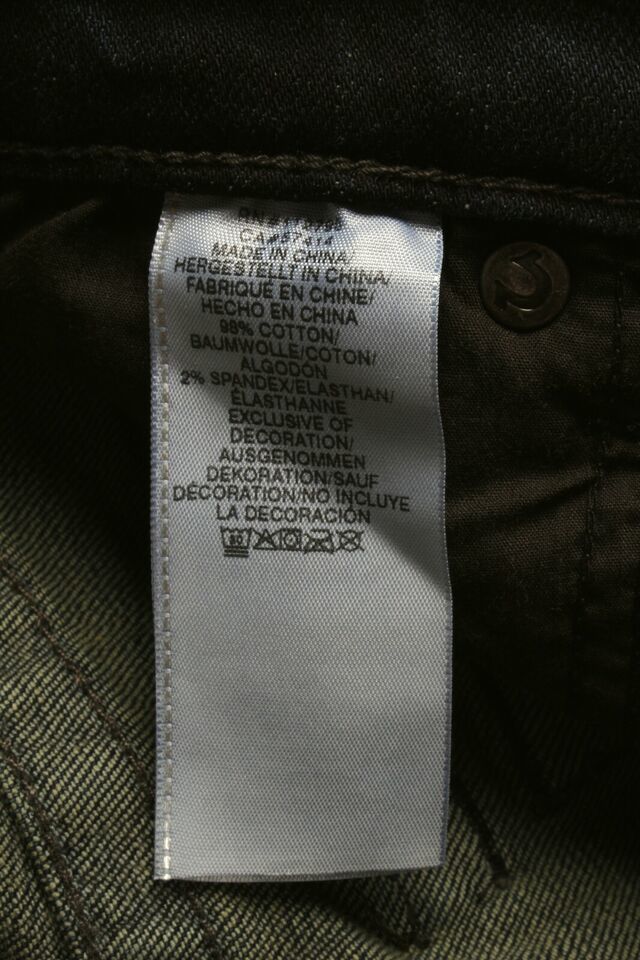 MADE IN CHINA/
HERGESTELLT IN CHINA/
FABRIQUE EN CHINE/
HECHO EN CHINA
98% COTTON/
BAUMWOLLE/COTON/
ALGODÓN
2% SPANDEX/ELASTHAN/
ÉLASTHANNE
EXCLUSIVE OF
DECORATION/
AUSGENOMMEN
DEKORATION/SAUF
DÉCORATION/NO INCLUYE
LA DECORACIÓN